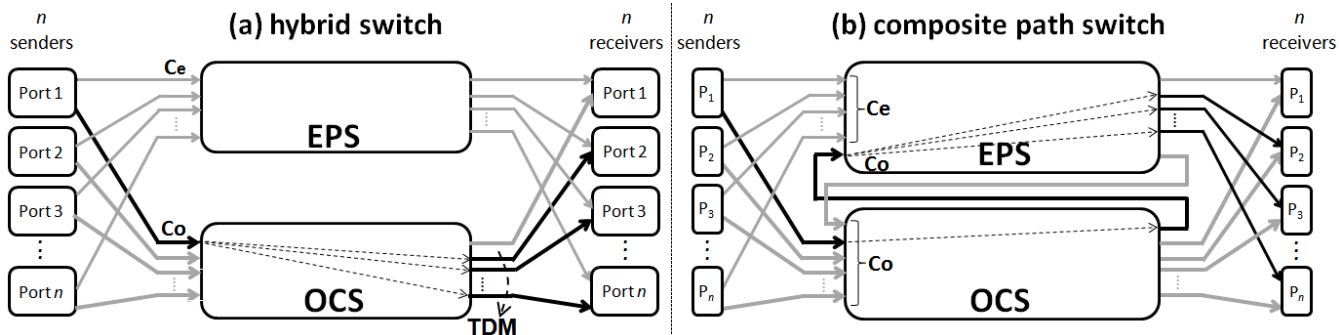 n
senders
(a) hybrid switch
n
receivers
Port 1
Port 2
Port 3
⋮
Port n
Ce
EPS
Co
OCS
TDM
Port 1
Port 2
Port 3
⋮
Port n
n
senders
(b) composite path switch
n
receivers
P1
P2
P3
⋮
Pn
Ce
Co
EPS
Co
OCS
P1
P2
P3
⋮
Pn